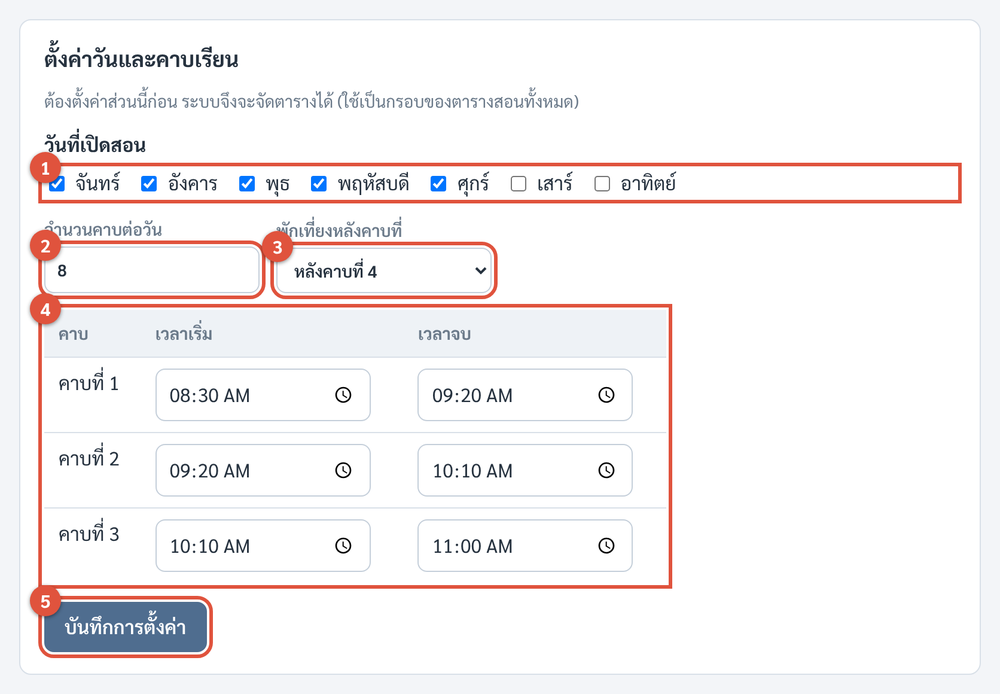 ตั้งค่าวันและคาบเรียน
ต้องตั้งค่าส่วนนี้ก่อน ระบบจึงจะจัดตารางได้ (ใช้เป็นกรอบของตารางสอนทั้งหมด)
วันที่เปิดสอน
1 จันทร์ อังคาร พุธ พฤหัสบดี ศุกร์ เสาร์ อาทิตย์
จำนวนคาบต่อวัน พักเที่ยงหลังคาบที่
2 8 3 หลังคาบที่ 4
4 คาบ เวลาเริ่ม เวลาจบ
คาบที่ 1 08:30 AM 09:20 AM
คาบที่ 2 09:20 AM 10:10 AM
คาบที่ 3 10:10 AM 11:00 AM
5 บันทึกการตั้งค่า